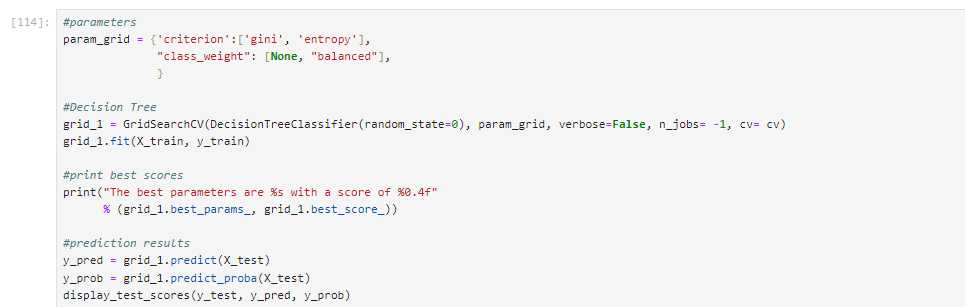 [114]: #parameters
param_grid = {'criterion':['gini', 'entropy'],
"class_weight": [None, "balanced"],
}
#Decision Tree
grid_1 = GridSearchCV(DecisionTreeClassifier(random_state=0), param_grid, verbose=False, n_jobs= -1, cv= cv)
grid_1.fit(X_train, y_train)
#print best scores
print("The best parameters are %s with a score of %0.4f"
% (grid_1.best_params_, grid_1.best_score_))
#prediction results
y_pred = grid_1.predict(X_test)
y_prob = grid_1.predict_proba(X_test)
display_test_scores(y_test, y_pred, y_prob)